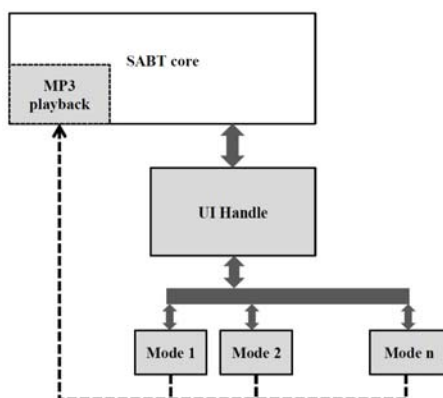 SABT core
MP3
playback
UI Handle
Mode 1
Mode 2
Mode n